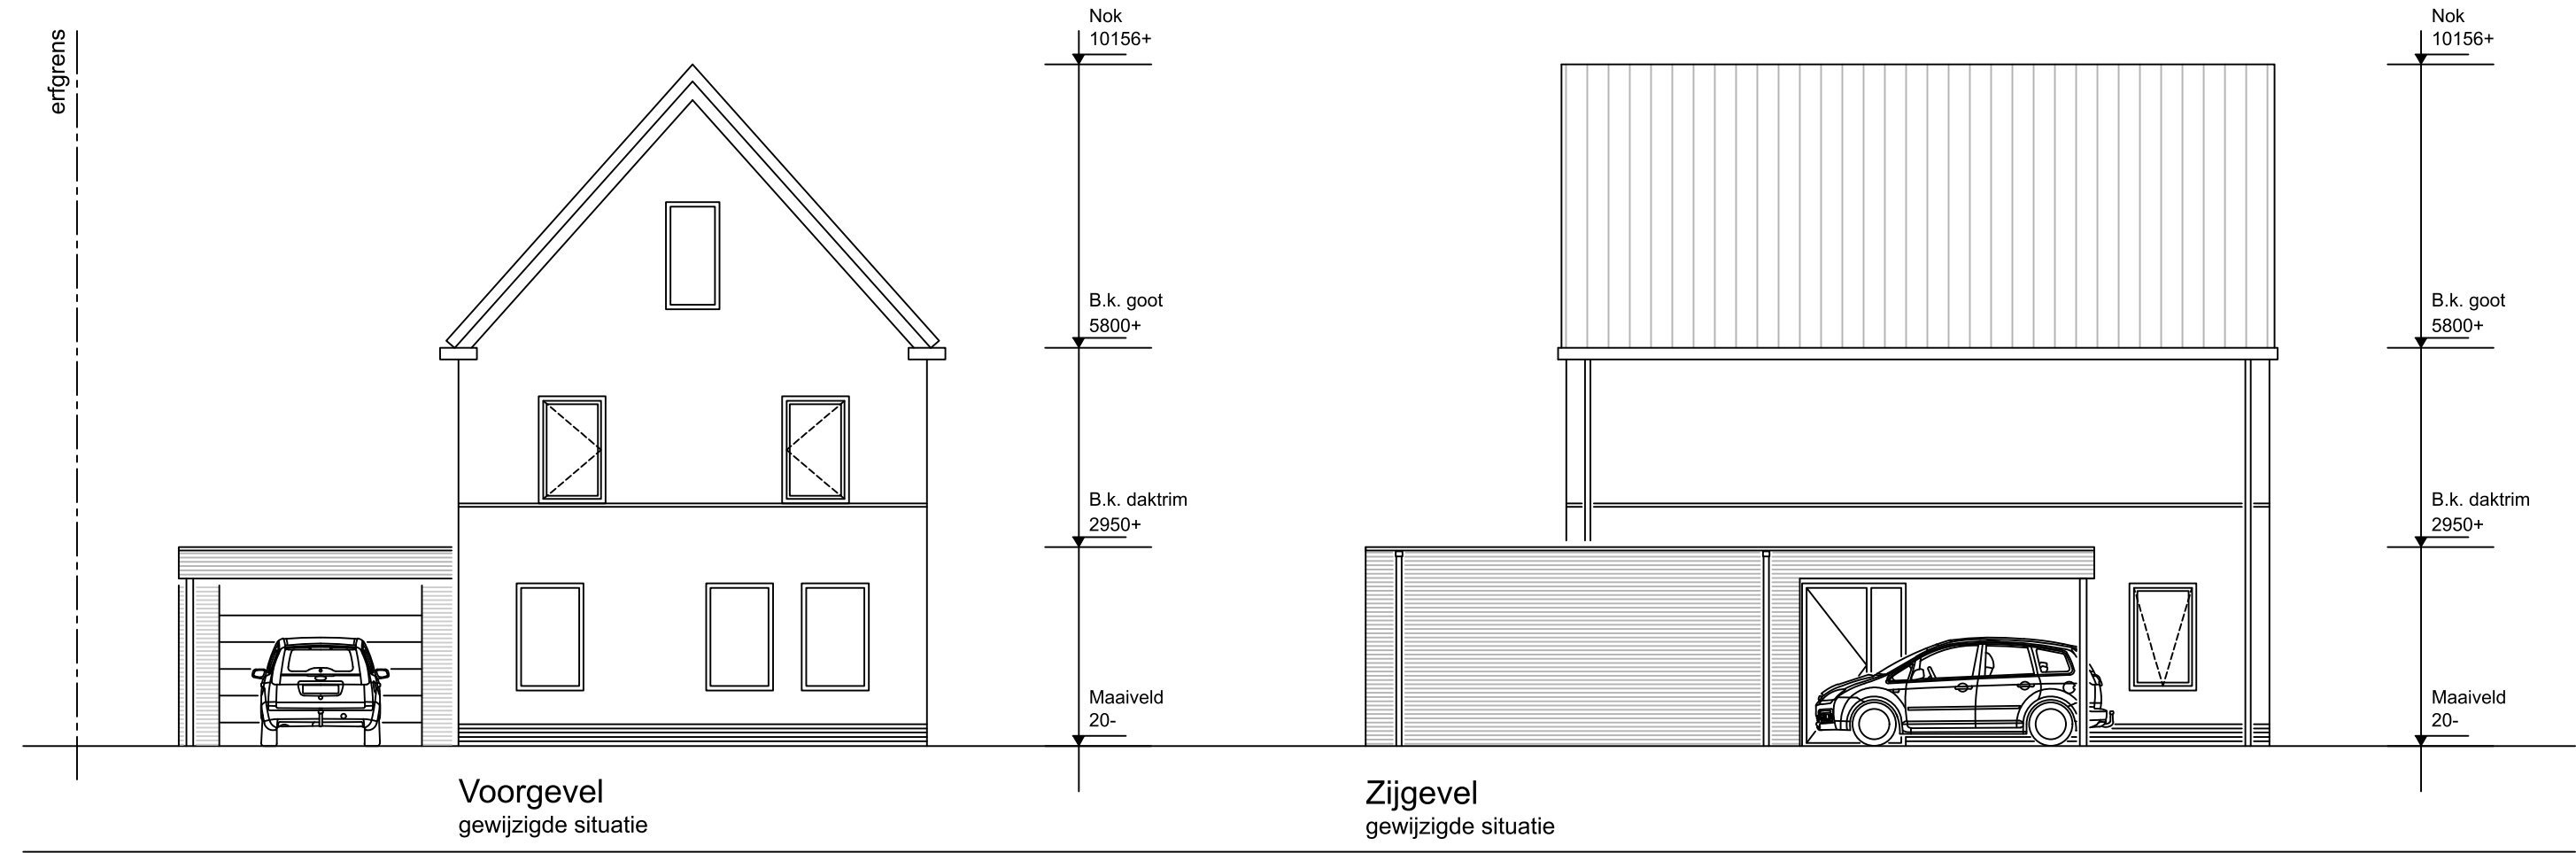 erfgrens
Nok
10156+
B.k. goot
5800+
B.k. daktrim
2950+
Maaiveld
20-
Voorgevel
gewijzigde situatie
Nok
10156+
B.k. goot
5800+
B.k. daktrim
2950+
Maaiveld
20-
Zijgevel
gewijzigde situatie